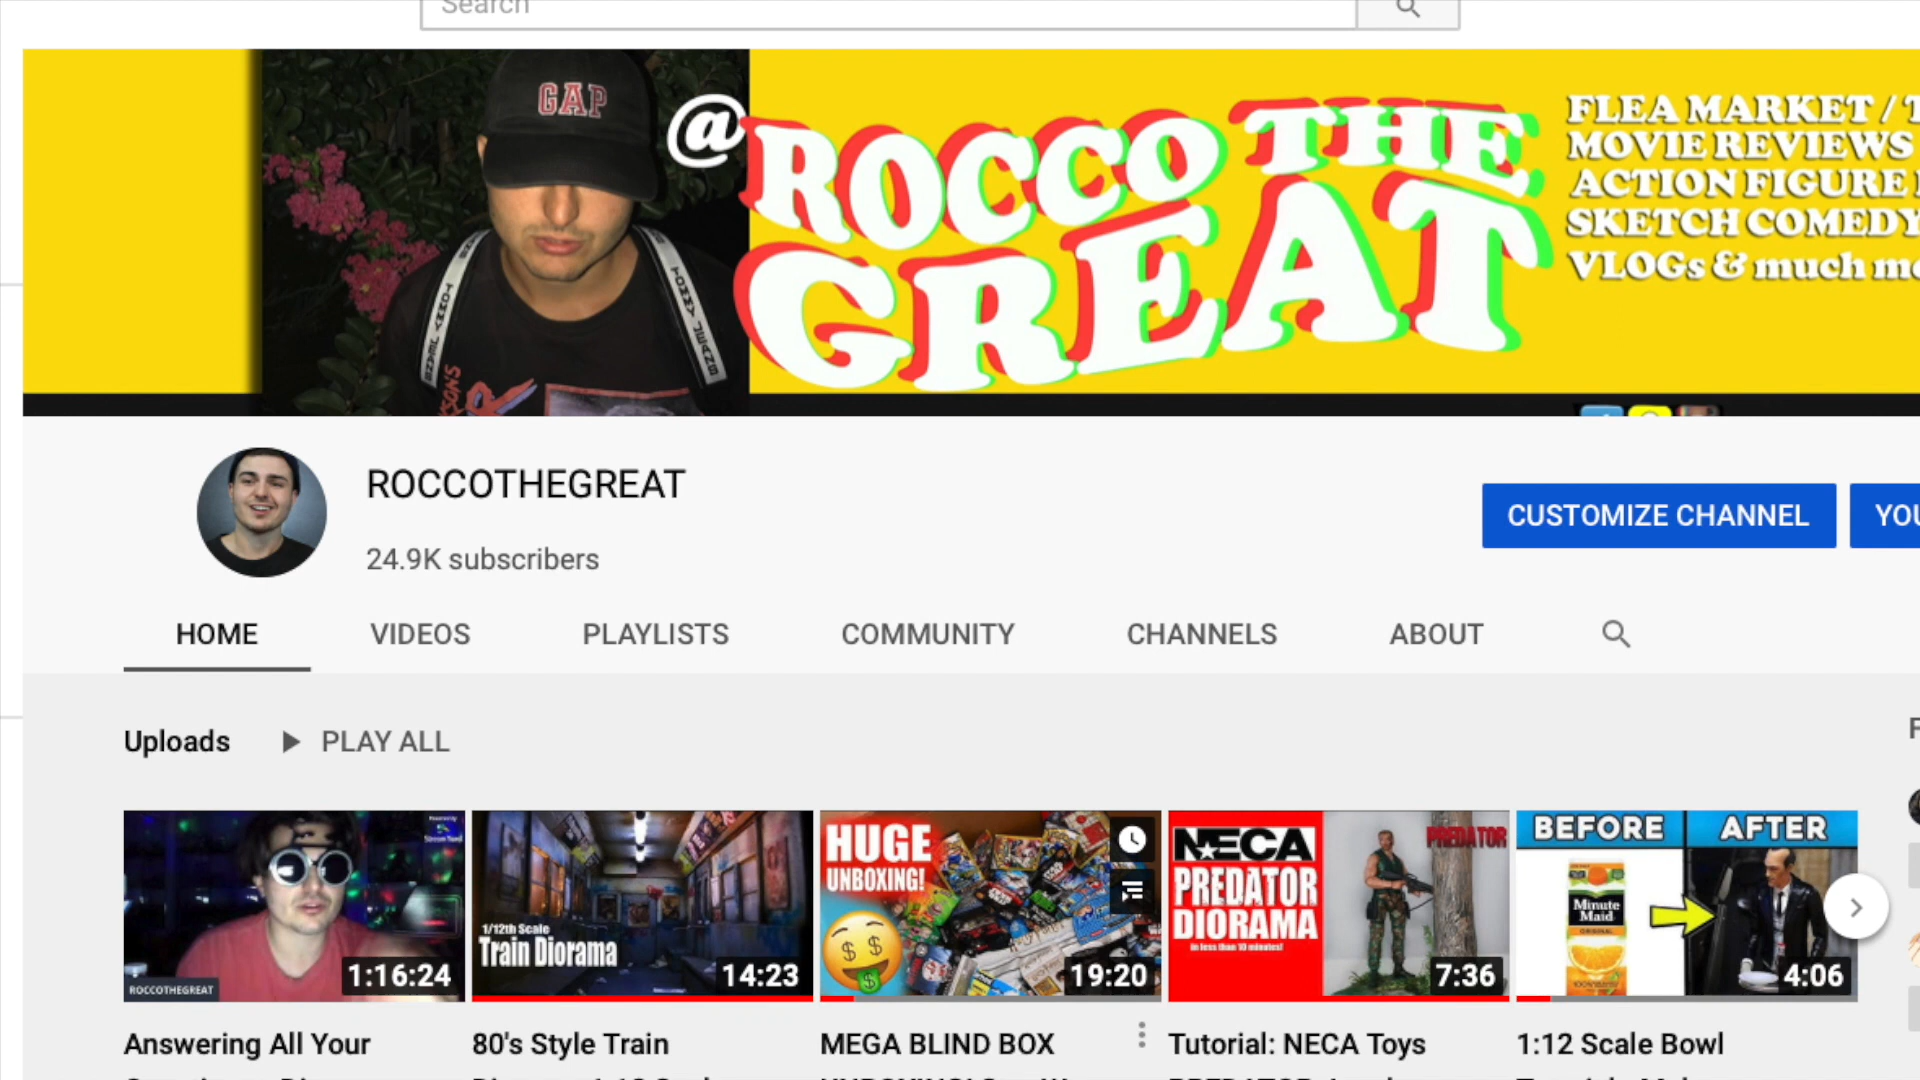 Search
GAP
@ROCCO THE
GREAT
FLEA MARKET /
MOVIE REVIEWS
ACTION FIGURE
SKETCH COMEDY
VLOGs & much
TOMMY JEANS
ROCCOTHEGREAT
24.9K subscribers
CUSTOMIZE CHANNEL
HOME
VIDEOS
PLAYLISTS
COMMUNITY
CHANNELS
ABOUT
Uploads
PLAY ALL
ROCCOTHEGREAT
1:16:24
1/12th Scale
Train Diorama
14:23
HUGE
UNBOXING!
19:20
NECA
PREDATOR
DIORAMA
in less than 10 minutes!
PREDATOR
7:36
BEFORE
AFTER
Minute
Maid
ORIGINAL
4:06
Answering All Your
80's Style Train
MEGA BLIND BOX
Tutorial: NECA Toys
1:12 Scale Bowl